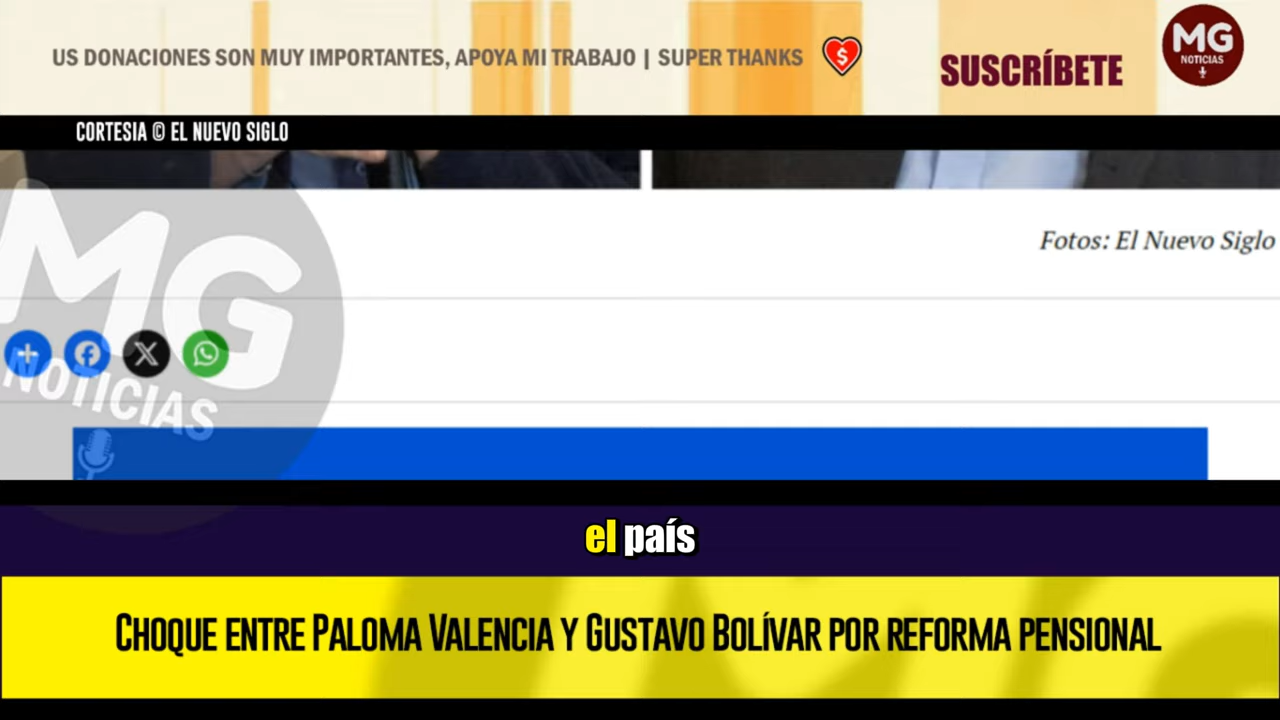 US DONACIONES SON MUY IMPORTANTES, APOYA MI TRABAJO | SUPER THANKS
SUSCRÍBETE
MG
NOTICIAS
CORTESIA © EL NUEVO SIGLO
Fotos: El Nuevo Siglo
MG
NOTICIAS
el país
CHOQUE ENTRE PALOMA VALENCIA Y GUSTAVO BOLÍVAR POR REFORMA PENSIONAL